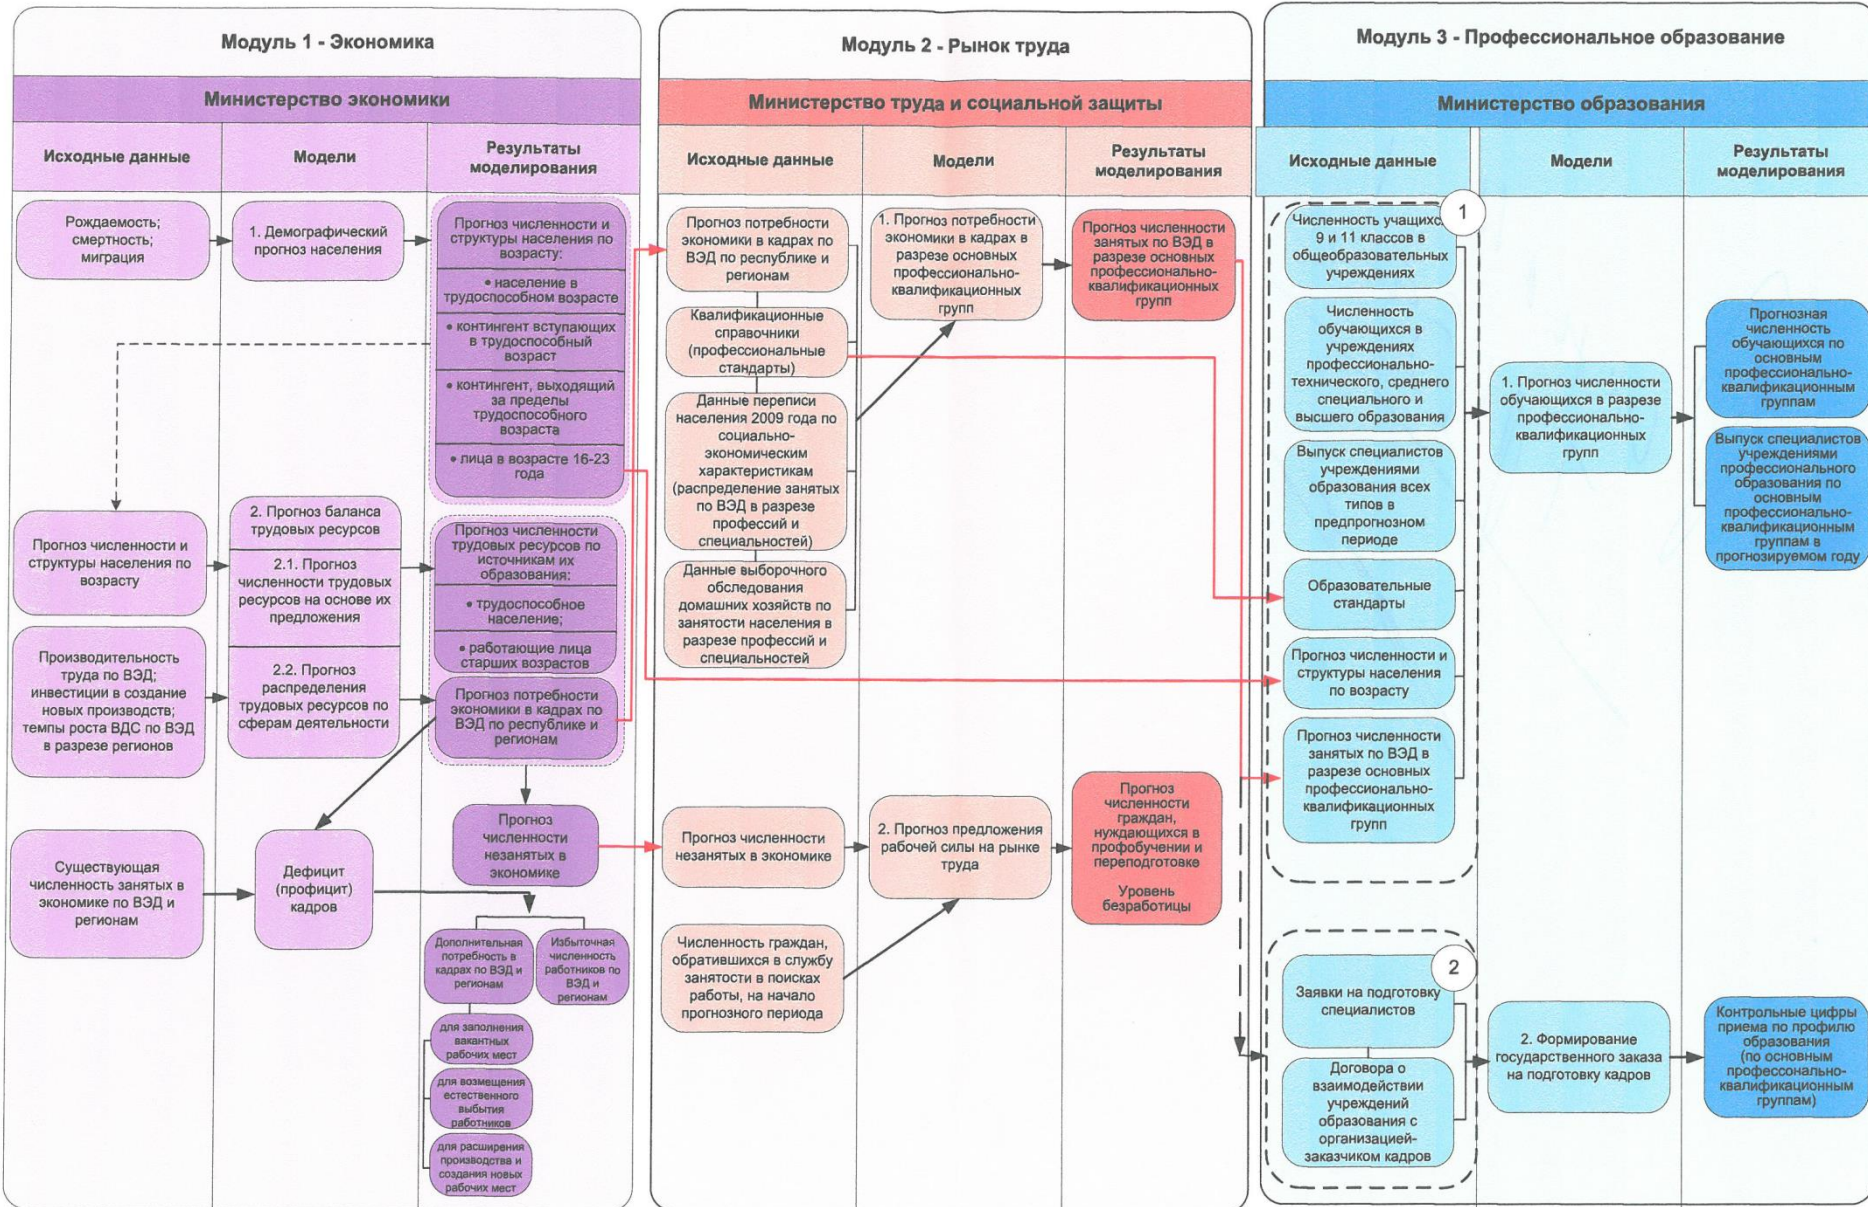 Модуль 1 - Экономика
Министерство экономики
Исходные данные
Модели
Результаты
моделирования
Рождаемость;
смертность;
миграция
1. Демографический
прогноз населения
Прогноз численности и
структуры населения по
возрасту:
• население в
трудоспособном возрасте
• контингент вступающих
в трудоспособный
возраст
• контингент, выходящий
за пределы
трудоспособного
возраста
• лица в возрасте 16-23
года
Прогноз численности и
структуры населения по
возрасту
2. Прогноз баланса
трудовых ресурсов
2.1. Прогноз
численности трудовых
ресурсов на основе их
предложения
2.2. Прогноз
распределения
трудовых ресурсов по
сферам деятельности
Прогноз численности
трудовых ресурсов по
источникам их
образования:
• трудоспособное
население;
• работающие лица
старших возрастов
Производительность
труда по ВЭД;
инвестиции в создание
новых производств;
темпы роста ВДС по ВЭД
в разрезе регионов
Прогноз потребности
экономики в кадрах по
ВЭД по республике и
регионам
Прогноз
численности
незанятых в
экономике
Существующая
численность занятых в
экономике по ВЭД и
регионам
Дефицит
(профицит)
кадров
Дополнительная
потребность в
кадрах по ВЭД и
регионам
Избыточная
численность
работников по
ВЭД и
регионам
для заполнения
вакантных
рабочих мест
для возмещения
естественного
выбытия
работников
для расширения
производства и
создания новых
рабочих мест
Модуль 2 - Рынок труда
Министерство труда и социальной защиты
Исходные данные
Модели
Результаты
моделирования
Прогноз потребности
экономики в кадрах по
ВЭД по республике и
регионам
1. Прогноз потребности
экономики в кадрах в
разрезе основных
профессионально-
квалификационных
групп
Прогноз численности
занятых по ВЭД в
разрезе основных
профессионально-
квалификационных
групп
Квалификационные
справочники
(профессиональные
стандарты)
Данные переписи
населения 2009 года по
социально-
экономическим
характеристикам
(распределение занятых
по ВЭД в разрезе
профессий и
специальностей)
Данные выборочного
обследования
домашних хозяйств по
занятости населения в
разрезе профессий и
специальностей
Прогноз численности
незанятых в экономике
2. Прогноз предложения
рабочей силы на рынке
труда
Прогноз
численности
граждан,
нуждающихся в
профобучении и
переподготовке
Уровень
безработицы
Численность граждан,
обратившихся в службу
занятости в поисках
работы, на начало
прогнозного периода
Модуль 3 - Профессиональное образование
Министерство образования
Исходные данные
Модели
Результаты
моделирования
1
Численность учащихс
9 и 11 классов в
общеобразовательных
учреждениях
Численность
обучающихся в
учреждениях
профессионально-
технического, среднего
специального и
высшего образования
Выпуск специалистов
учреждениями
образования всех
типов в
предпрогнозном
периоде
Образовательные
стандарты
Прогноз численности и
структуры населения
по возрасту
Прогноз численности
занятых по ВЭД в
разрезе основных
профессионально-
квалификационных
групп
1. Прогноз численности
обучающихся в разрезе
профессионально-
квалификационных
групп
Прогнозная
численность
обучающихся по
основным
профессионально-
квалификационным
группам
Выпуск специалистов
учреждениями
профессионального
образования по
основным
профессионально-
квалификационным
группам в
прогнозируемом году
2
Заявки на подготовку
специалистов
Договора о
взаимодействии
учреждений
образования с
организацией-
заказчиком кадров
2. Формирование
государственного заказа
на подготовку кадров
Контрольные цифры
приема по профилю
образования
(по основным
профессонально-
квалификационным
группам)